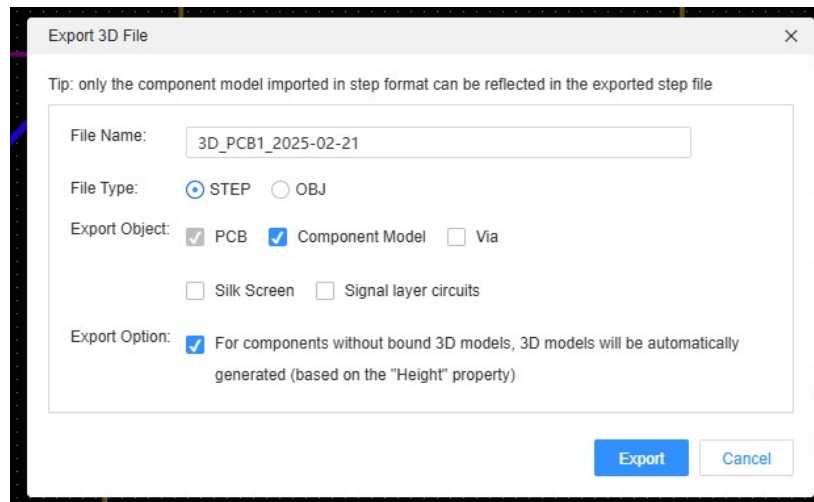 Export 3D File
Tip: only the component model imported in step format can be reflected in the exported step file
File Name: 3D_PCB1_2025-02-21
File Type: STEP OBJ
Export Object: PCB Component Model Via
Silk Screen Signal layer circuits
Export Option: For components without bound 3D models, 3D models will be automatically
generated (based on the "Height" property)
Export Cancel